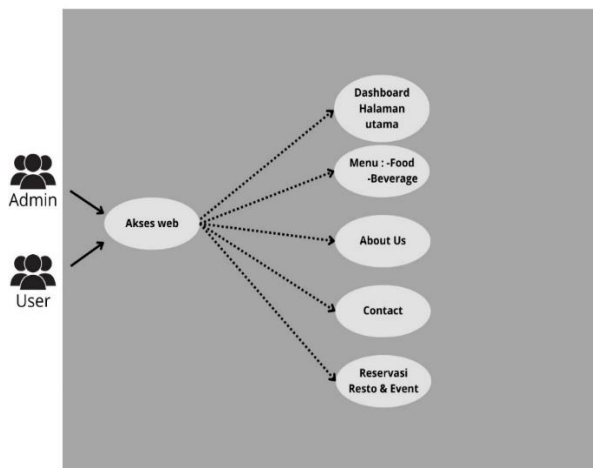 Admin
User
Akses web
Dashboard
Halaman
utama
Menu : -Food
-Beverage
About Us
Contact
Reservasi
Resto & Event